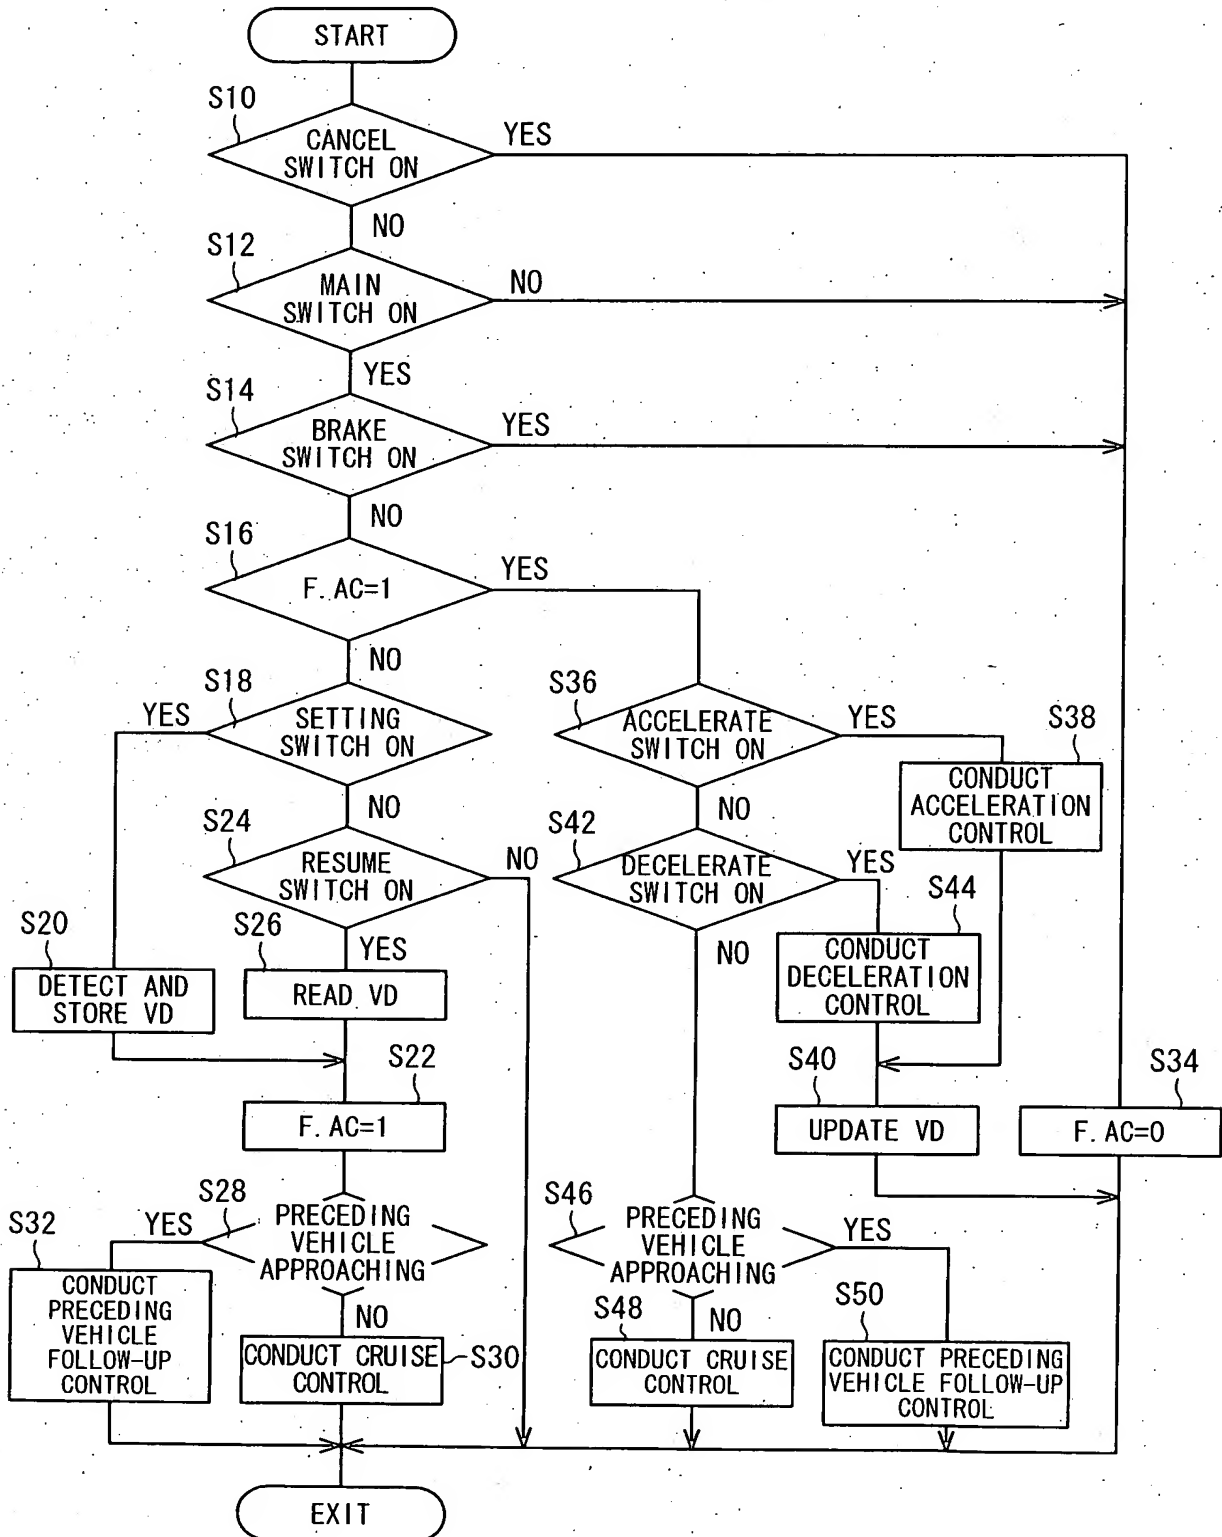 START
S10
CANCEL
SWITCH ON
YES
NO
S12
MAIN
SWITCH ON
NO
YES
S14
BRAKE
SWITCH ON
YES
NO
S16
F. AC=1
YES
NO
S18
YES
SETTING
SWITCH ON
NO
S36
ACCELERATE
SWITCH ON
YES
NO
S38
CONDUCT
ACCELERATION
CONTROL
S24
RESUME
SWITCH ON
NO
YES
S42
DECELERATE
SWITCH ON
YES
NO
S44
CONDUCT
DECELERATION
CONTROL
S20
DETECT AND
STORE VD
S26
READ VD
S22
F. AC=1
S40
UPDATE VD
S34
F. AC=0
S28
YES
PRECEDING
VEHICLE
APPROACHING
NO
S46
PRECEDING
VEHICLE
APPROACHING
YES
NO
S32
CONDUCT
PRECEDING
VEHICLE
FOLLOW-UP
CONTROL
CONDUCT CRUISE
CONTROL
S30
S48
CONDUCT CRUISE
CONTROL
S50
CONDUCT PRECEDING
VEHICLE FOLLOW-UP
CONTROL
EXIT